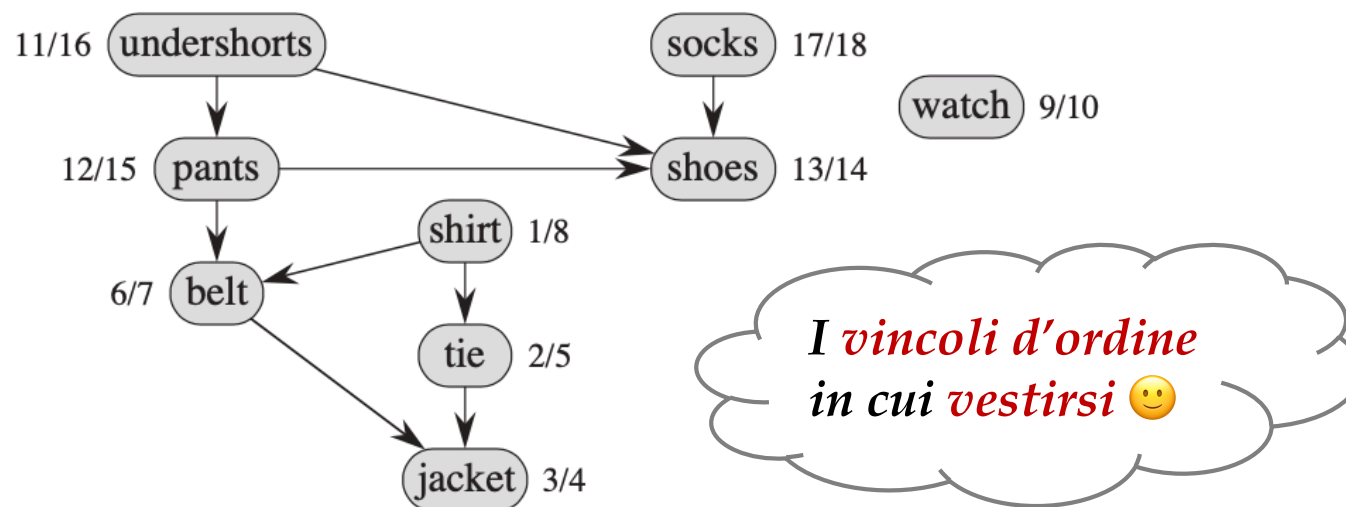 11/16 undershorts
socks 17/18
watch 9/10
12/15 pants
shoes 13/14
shirt 1/8
6/7 belt
tie 2/5
jacket 3/4
I vincoli d’ordine
in cui vestirsi 🙂